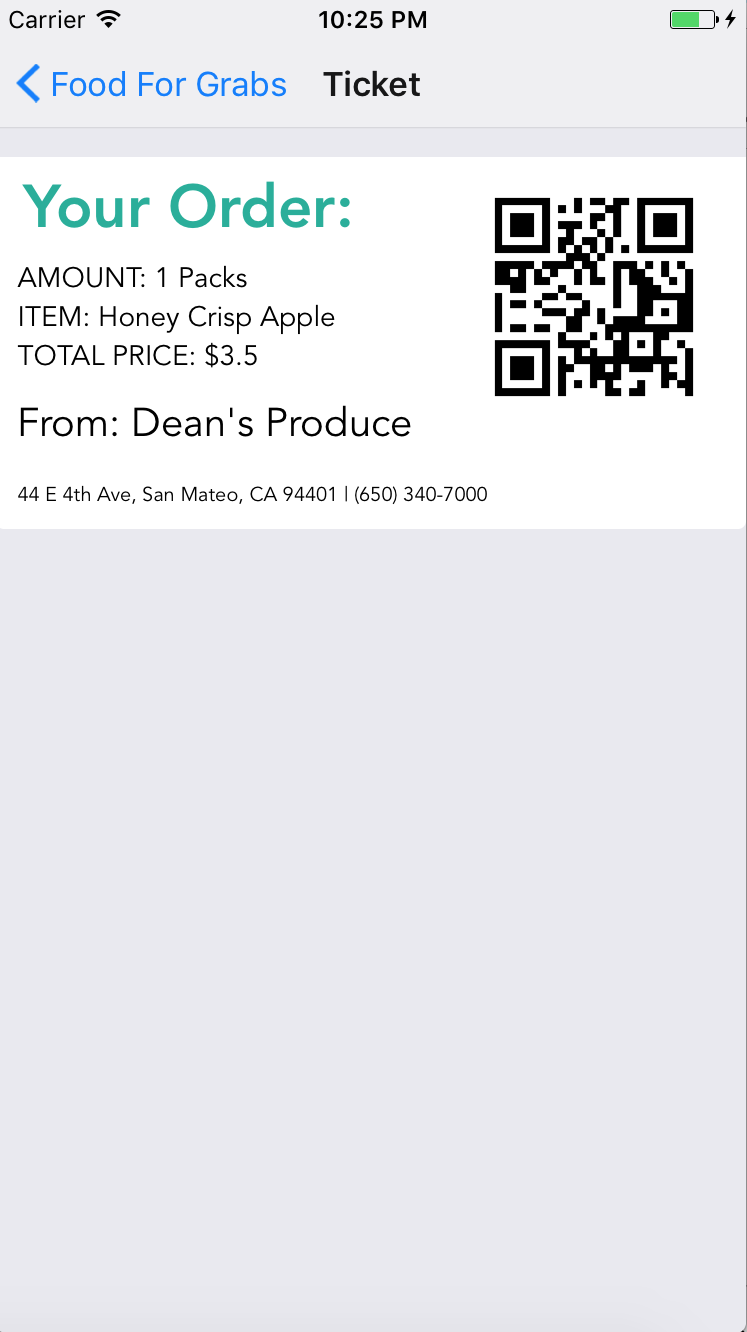 Carrier 10:25 PM
Food For Grabs Ticket
Your Order:
AMOUNT: 1 Packs
ITEM: Honey Crisp Apple
TOTAL PRICE: $3.5
From: Dean's Produce
44 E 4th Ave, San Mateo, CA 94401 | (650) 340-7000